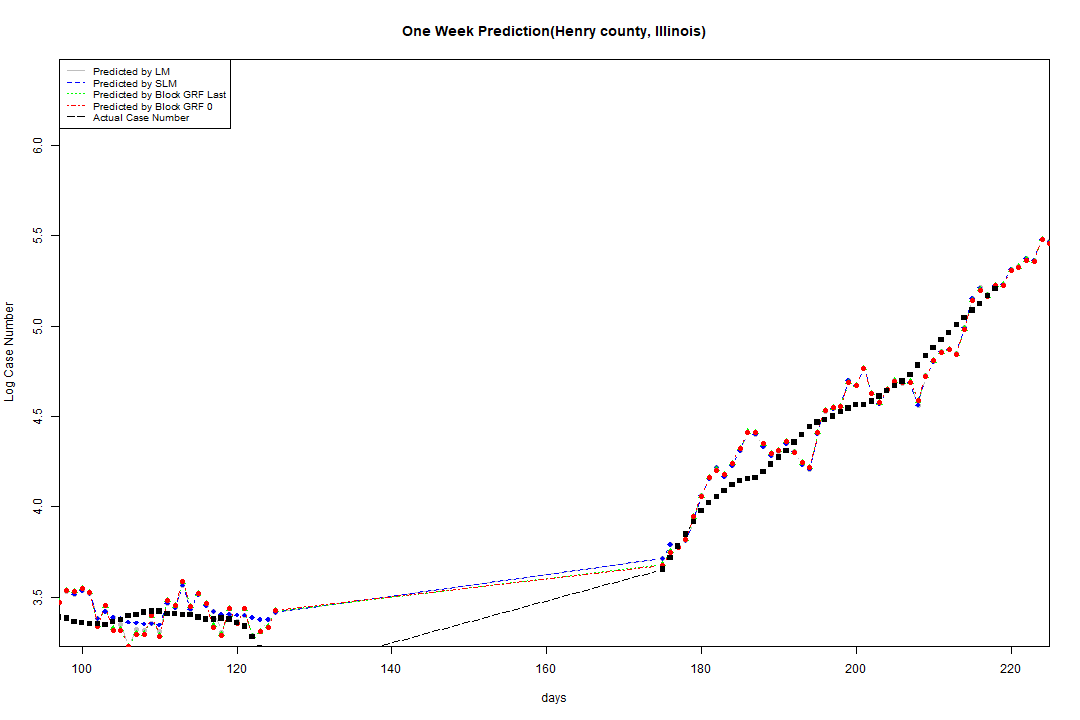 One Week Prediction(Henry county, Illinois)
Predicted by LM
Predicted by SLM
Predicted by Block GRF Last
Predicted by Block GRF 0
Actual Case Number
6.0
5.5
5.0
4.5
4.0
3.5
Log Case Number
100 120 140 160 180 200 220
days